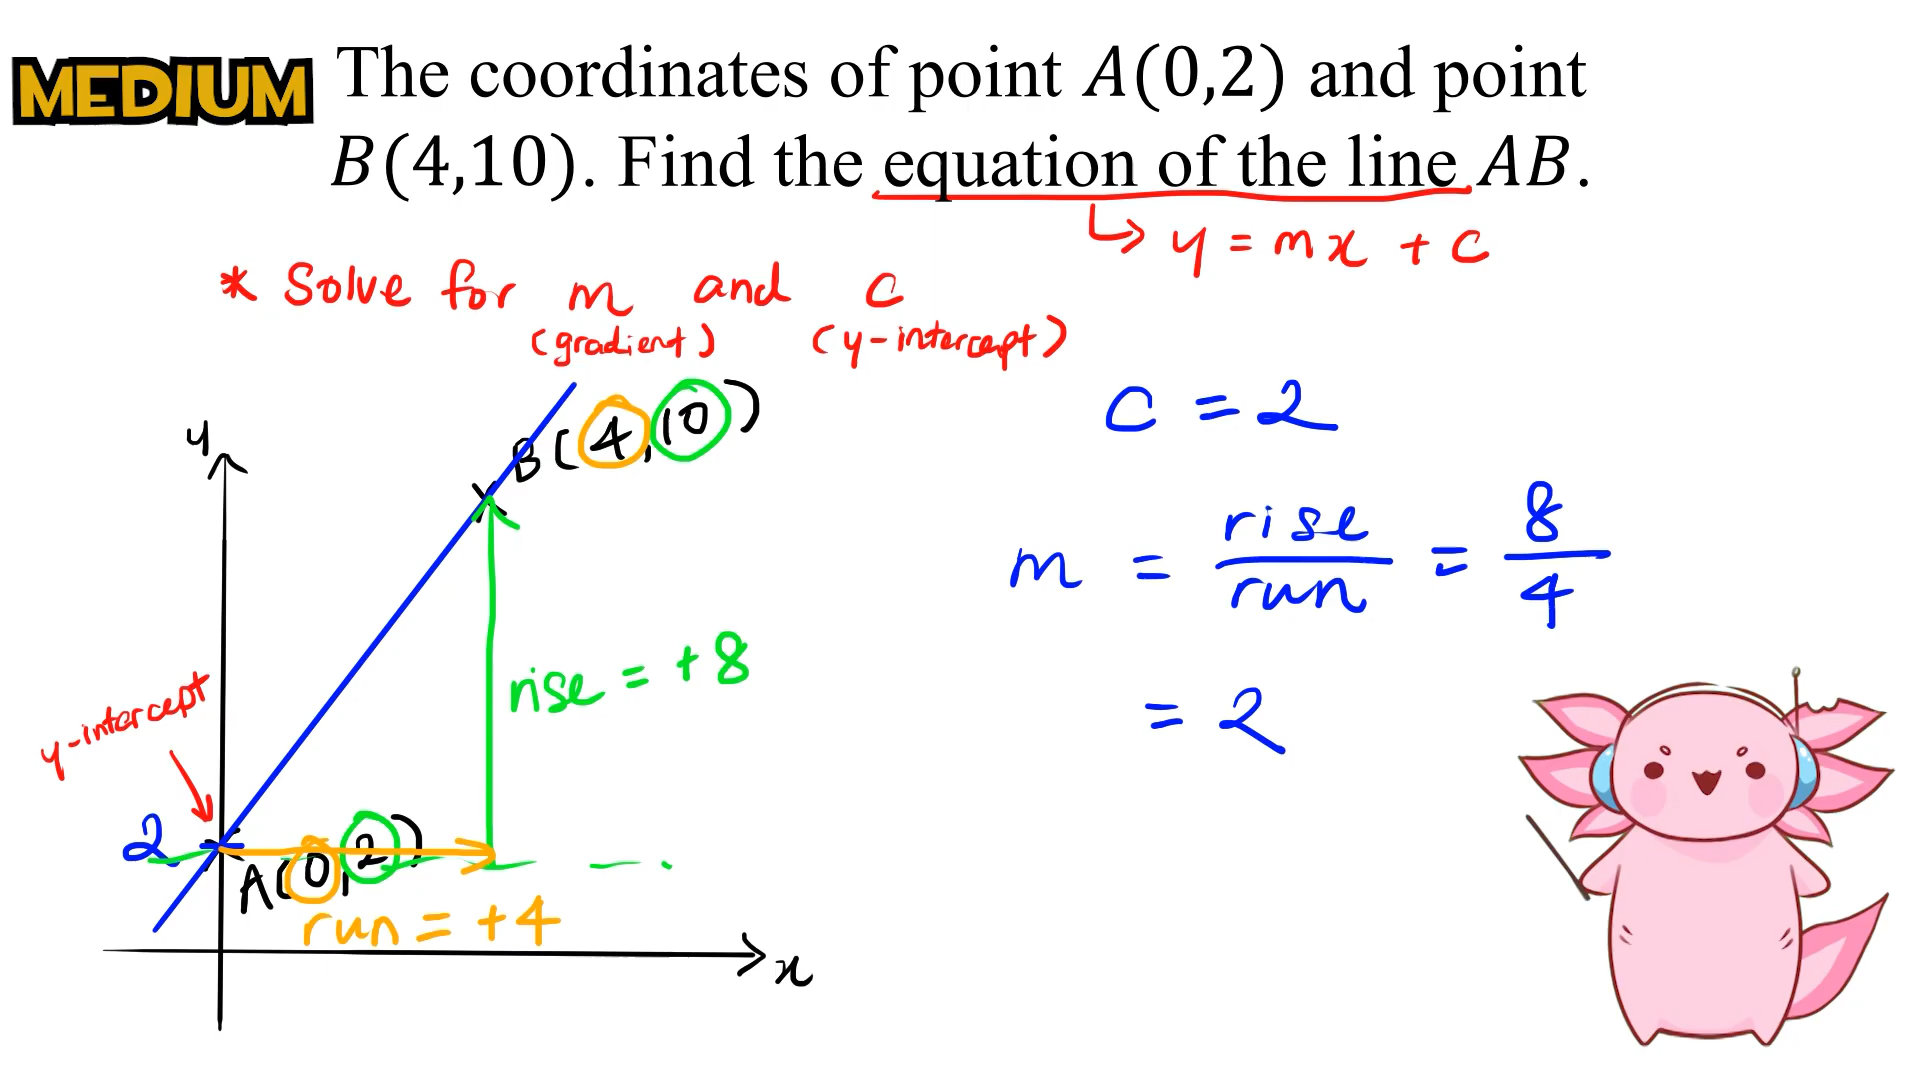 MEDIUM The coordinates of point A(0,2) and point
B(4,10). Find the equation of the line AB.
↳ y = mx + c
* Solve for m and c
(gradient) (y-intercept)
c = 2
y
B(4,10)
m = rise/run = 8/4
rise = +8
= 2
y-intercept
2
A(0,2)
run = +4
x